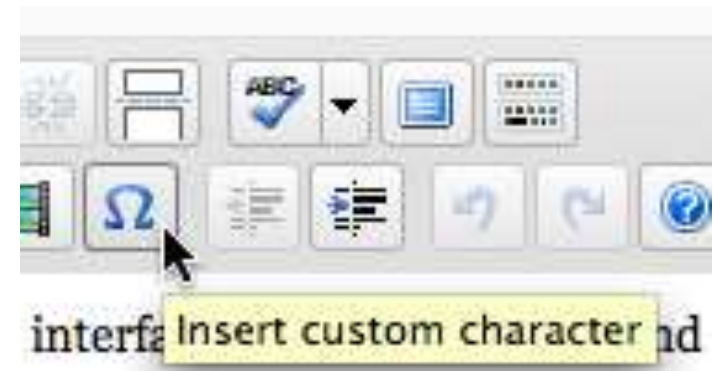 ABC
Ω
?
interfa Insert custom character nd